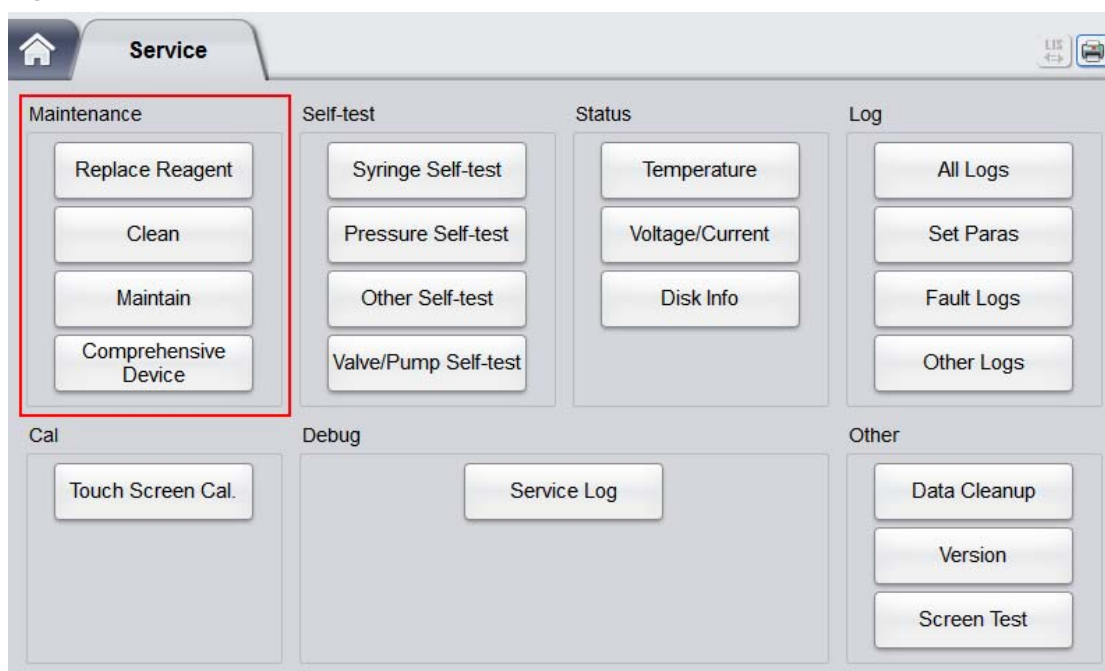 Service
LIS
Maintenance
Replace Reagent
Clean
Maintain
Comprehensive
Device
Self-test
Syringe Self-test
Pressure Self-test
Other Self-test
Valve/Pump Self-test
Status
Temperature
Voltage/Current
Disk Info
Log
All Logs
Set Paras
Fault Logs
Other Logs
Cal
Touch Screen Cal.
Debug
Service Log
Other
Data Cleanup
Version
Screen Test